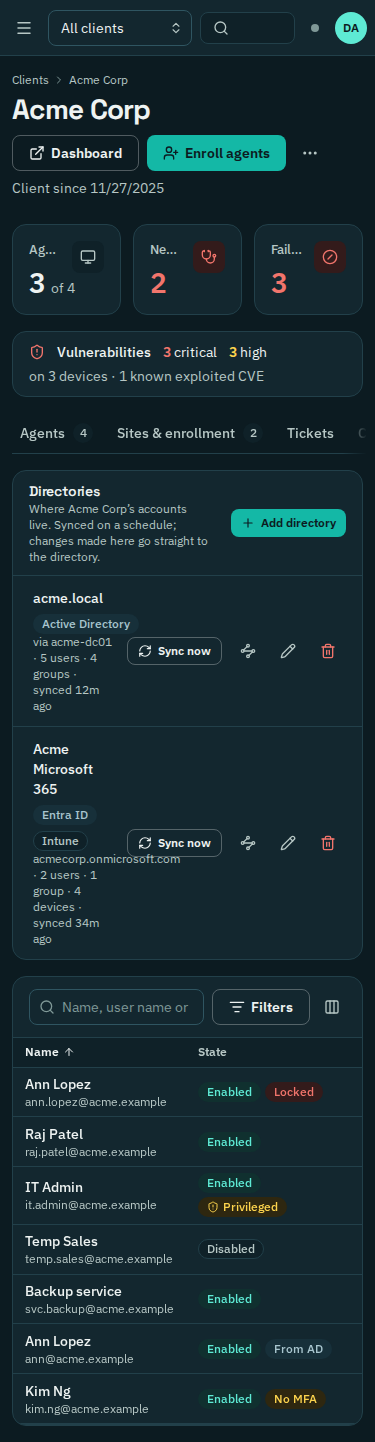 All clients
DA
Clients > Acme Corp
Acme Corp
Dashboard
Enroll agents
Client since 11/27/2025
Ag...
3 of 4
Ne...
2
Fail...
3
Vulnerabilities 3 critical 3 high
on 3 devices · 1 known exploited CVE
Agents 4 Sites & enrollment 2 Tickets
Directories
Where Acme Corp's accounts
live. Synced on a schedule;
changes made here go straight to
the directory.
Add directory
acme.local
Active Directory
via acme-dc01
· 5 users · 4
groups ·
synced 12m
ago
Sync now
Acme
Microsoft
365
Entra ID
Intune
acmecorp.onmicrosoft.com
· 2 users · 1
group · 4
devices ·
synced 34m
ago
Sync now
Name, user name or
Filters
Name ↑ State
Ann Lopez
ann.lopez@acme.example
Enabled Locked
Raj Patel
raj.patel@acme.example
Enabled
IT Admin
it.admin@acme.example
Enabled
Privileged
Temp Sales
temp.sales@acme.example
Disabled
Backup service
svc.backup@acme.example
Enabled
Ann Lopez
ann@acme.example
Enabled From AD
Kim Ng
kim.ng@acme.example
Enabled No MFA